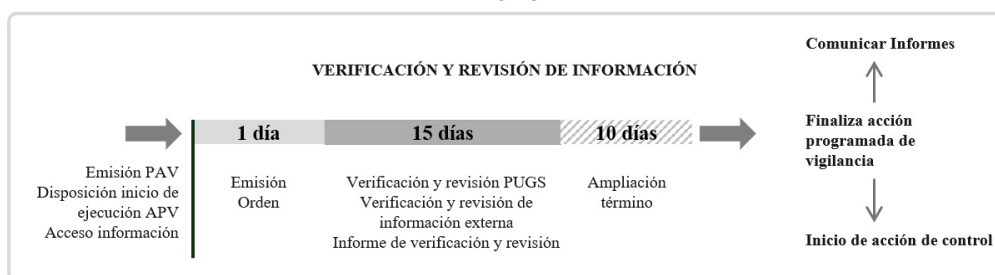 VERIFICACIÓN Y REVISIÓN DE INFORMACIÓN
1 día
15 días
10 días
Emisión PAV
Disposición inicio de
ejecución APV
Acceso información
Emisión
Orden
Verificación y revisión PUGS
Verificación y revisión de
información externa
Informe de verificación y revisión
Ampliación
término
Comunicar Informes
Finaliza acción
programada de
vigilancia
Inicio de acción de control